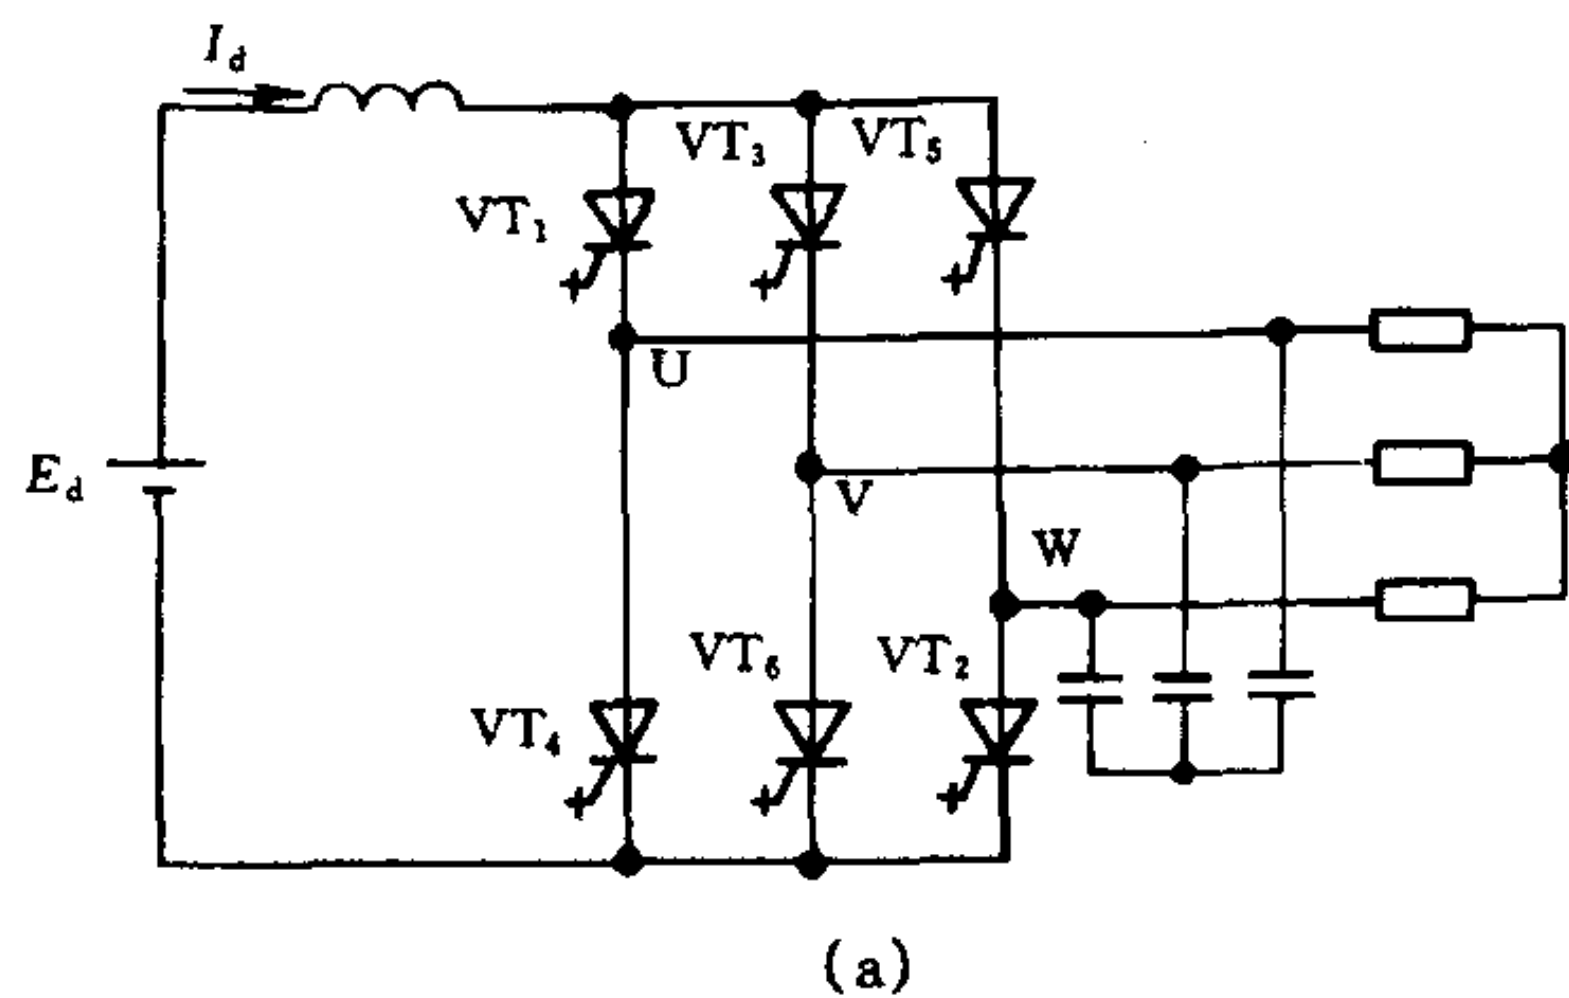 I_d
VT_3
VT_5
VT_1
+
+
+
U
E_d
V
W
VT_6
VT_2
VT_4
+
+
+
(a)